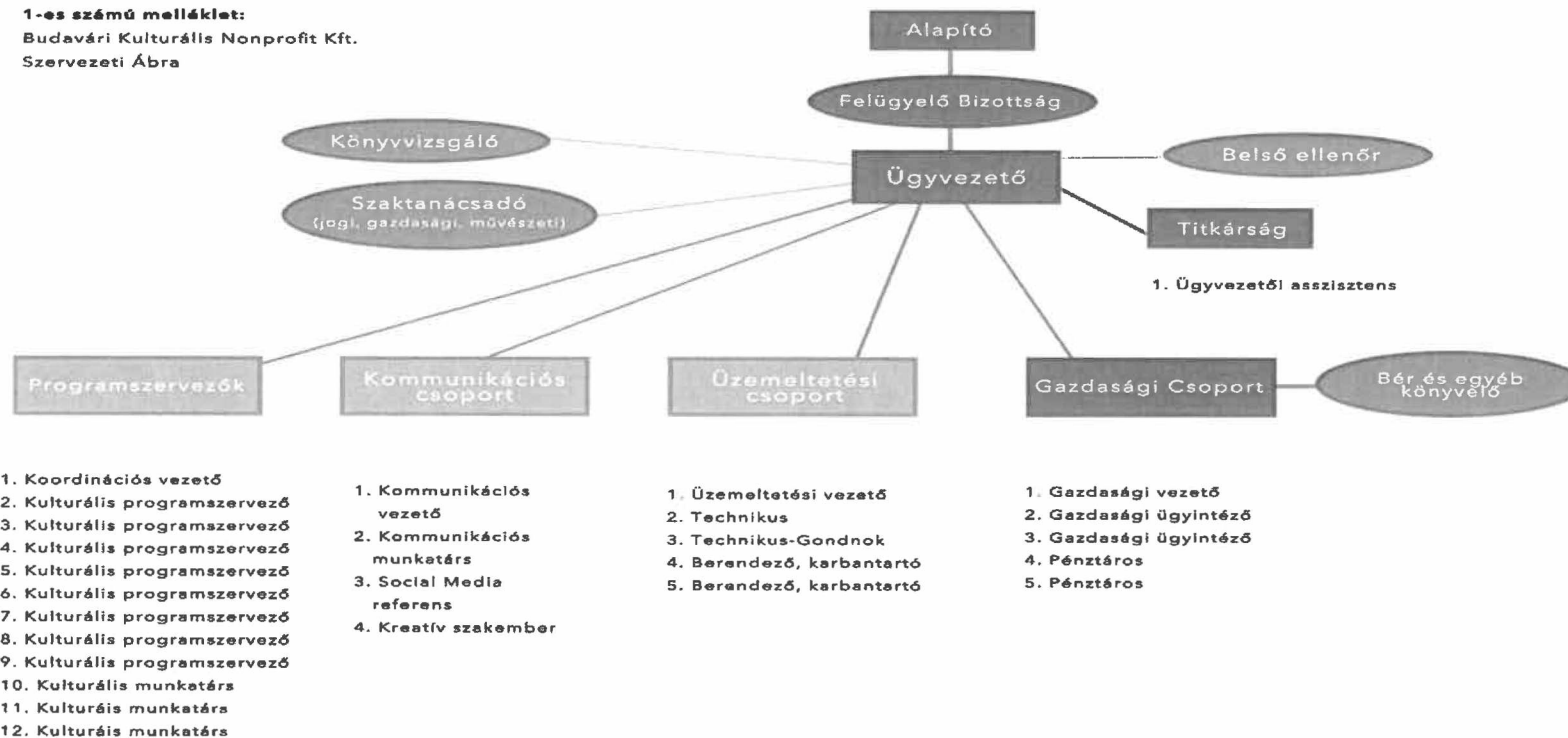 1-es számú melléklet:
Budavári Kulturális Nonprofit Kft.
Szervezeti Ábra
Alapító
Felügyelő Bizottság
Könyvvizsgáló
Ügyvezető
Belső ellenőr
Szaktanácsadó
(jogi, gazdasági, művészeti)
Titkárság
1. Ügyvezetői asszisztens
Programszervezők
Kommunikációs
csoport
Üzemeltetési
csoport
Gazdasági Csoport
Bér és egyéb
könyvelő
1. Koordinációs vezető
2. Kulturális programszervező
3. Kulturális programszervező
4. Kulturális programszervező
5. Kulturális programszervező
6. Kulturális programszervező
7. Kulturális programszervező
8. Kulturális programszervező
9. Kulturális programszervező
10. Kulturális munkatárs
11. Kulturáis munkatárs
12. Kulturáis munkatárs
1. Kommunikációs
vezető
2. Kommunikációs
munkatárs
3. Social Media
referens
4. Kreatív szakember
1. Üzemeltetési vezető
2. Technikus
3. Technikus-Gondnok
4. Berendező, karbantartó
5. Berendező, karbantartó
1. Gazdasági vezető
2. Gazdasági ügyintéző
3. Gazdasági ügyintéző
4. Pénztáros
5. Pénztáros